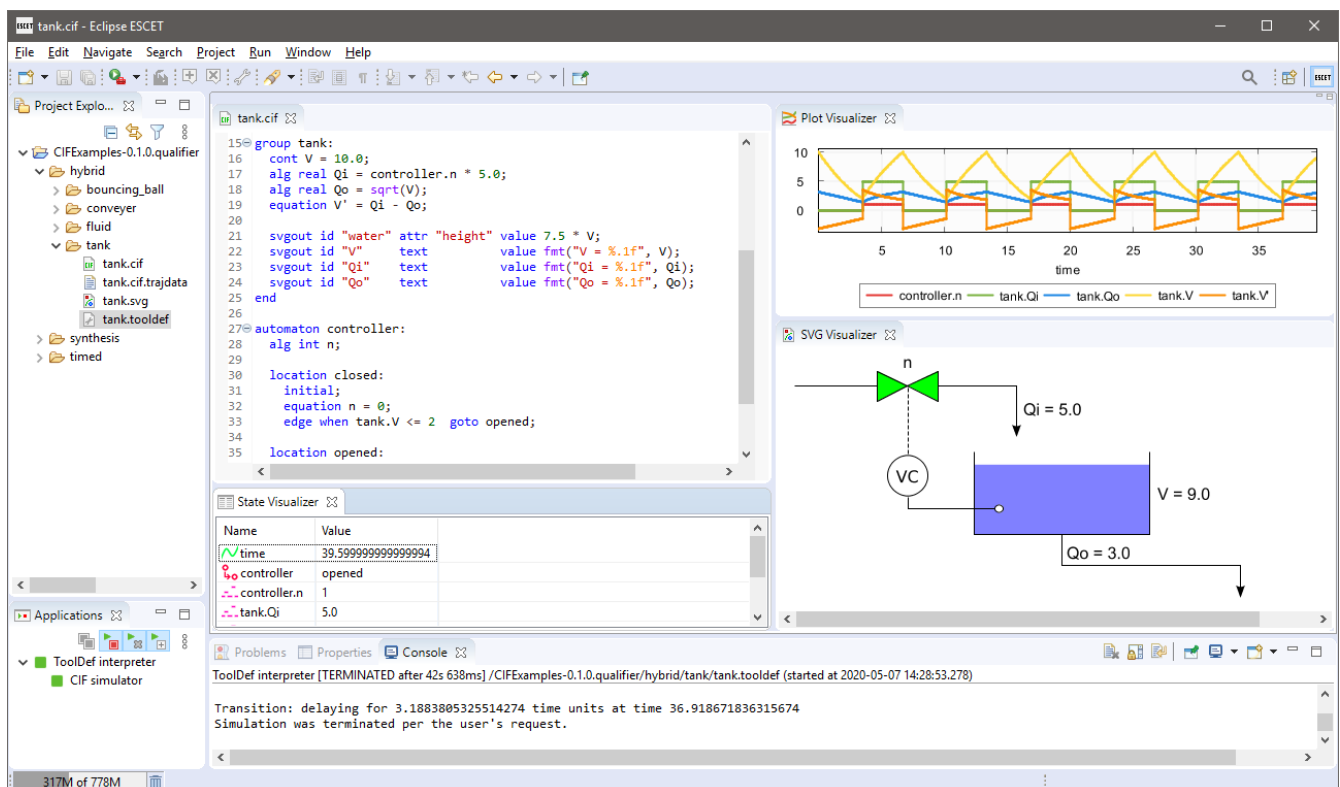 ESCET tank.cif - Eclipse ESCET
File Edit Navigate Search Project Run Window Help
ESCET
Project Explo...
CIFExamples-0.1.0.qualifier
hybrid
bouncing_ball
conveyer
fluid
tank
tank.cif
tank.cif.trajdata
tank.svg
tank.tooldef
synthesis
timed
tank.cif
15 group tank:
16 cont V = 10.0;
17 alg real Qi = controller.n * 5.0;
18 alg real Qo = sqrt(V);
19 equation V' = Qi - Qo;
20
21 svgout id "water" attr "height" value 7.5 * V;
22 svgout id "V" text value fmt("V = %.1f", V);
23 svgout id "Qi" text value fmt("Qi = %.1f", Qi);
24 svgout id "Qo" text value fmt("Qo = %.1f", Qo);
25 end
26
27 automaton controller:
28 alg int n;
29
30 location closed:
31 initial;
32 equation n = 0;
33 edge when tank.V <= 2 goto opened;
34
35 location opened:
State Visualizer
Name Value
time 39.599999999999994
controller opened
controller.n 1
tank.Qi 5.0
Plot Visualizer
10
5
0
5 10 15 20 25 30 35
time
controller.n tank.Qi tank.Qo tank.V tank.V'
SVG Visualizer
n
Qi = 5.0
VC
V = 9.0
Qo = 3.0
Applications
ToolDef interpreter
CIF simulator
Problems Properties Console
ToolDef interpreter [TERMINATED after 42s 638ms] /CIFExamples-0.1.0.qualifier/hybrid/tank/tank.tooldef (started at 2020-05-07 14:28:53.278)
Transition: delaying for 3.1883805325514274 time units at time 36.918671836315674
Simulation was terminated per the user's request.
317M of 778M